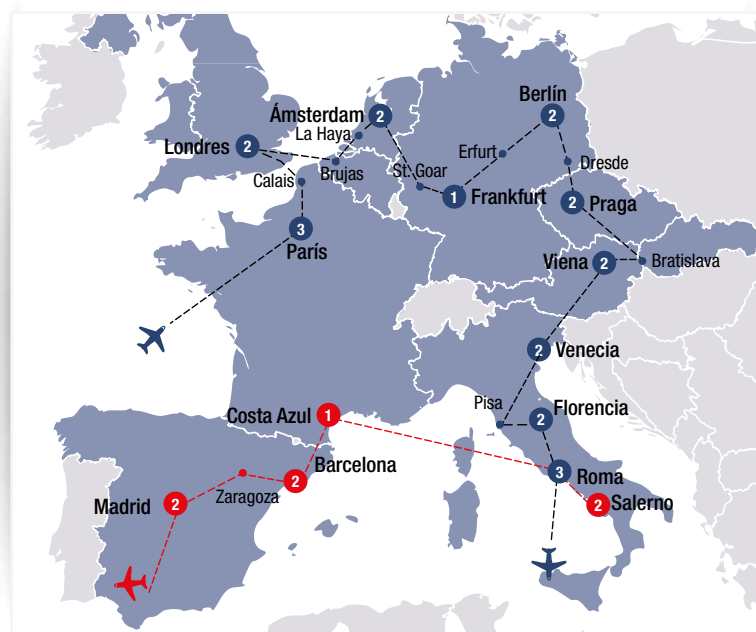 Berlín
2
Ámsterdam
2
La Haya
Londres
2
Erfurt
Brujas
St. Goar
Dresde
Calais
1
Frankfurt
2
Praga
3
París
Viena
2
Bratislava
2
Venecia
Pisa
2
Florencia
Costa Azul
1
Barcelona
2
3
Roma
Zaragoza
Madrid
2
2
Salerno